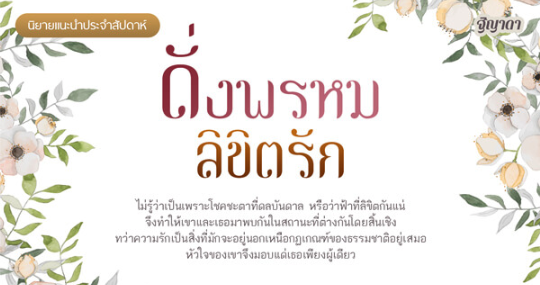 นิยายแนะนำประจำสัปดาห์
ฐิญาดา
ดั่งพรหม
ลิขิตรัก
ไม่รู้ว่าเป็นเพราะโชคชะตาที่ดลบันดาล หรือว่าฟ้าที่ลิขิตกันแน่
จึงทำให้เขาและเธอมาพบกันในสถานะที่ต่างกันโดยสิ้นเชิง
ทว่าความรักเป็นสิ่งที่มักจะอยู่นอกเหนือกฎเกณฑ์ของธรรมชาติอยู่เสมอ
หัวใจของเขาจึงมอบแด่เธอเพียงผู้เดียว